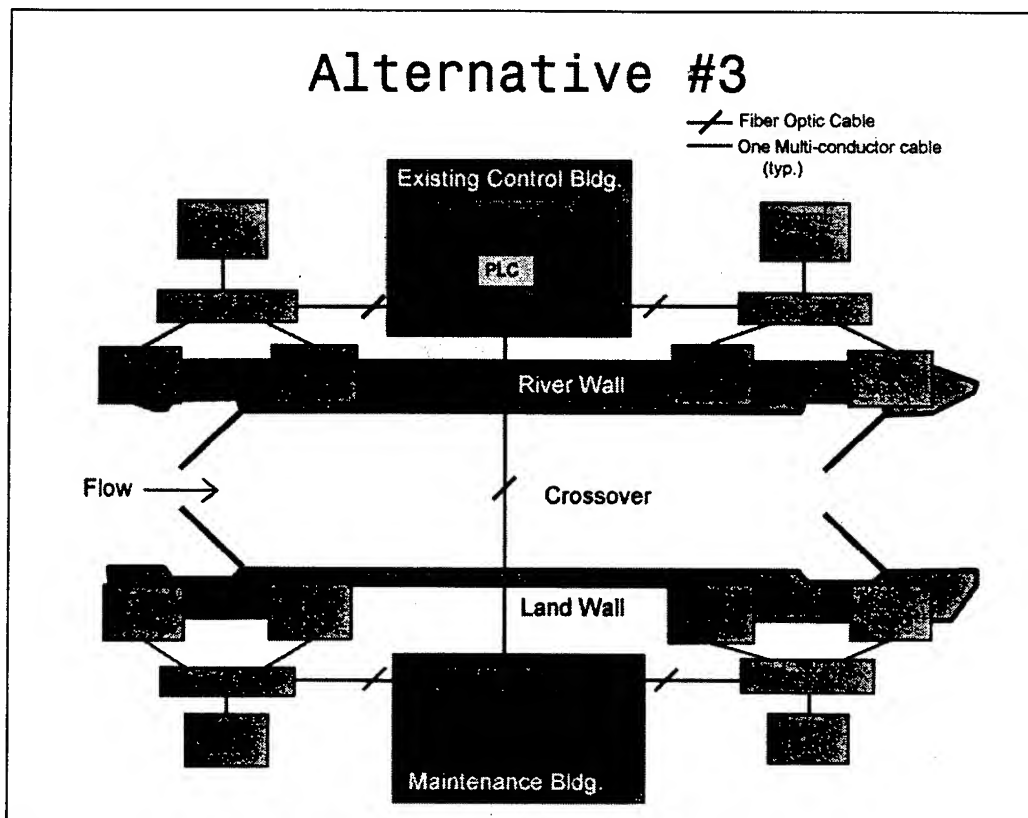 Alternative #3
Fiber Optic Cable
One Multi-conductor cable
(typ.)
Existing Control Bldg.
PLC
River Wall
Flow
Crossover
Land Wall
Maintenance Bldg.